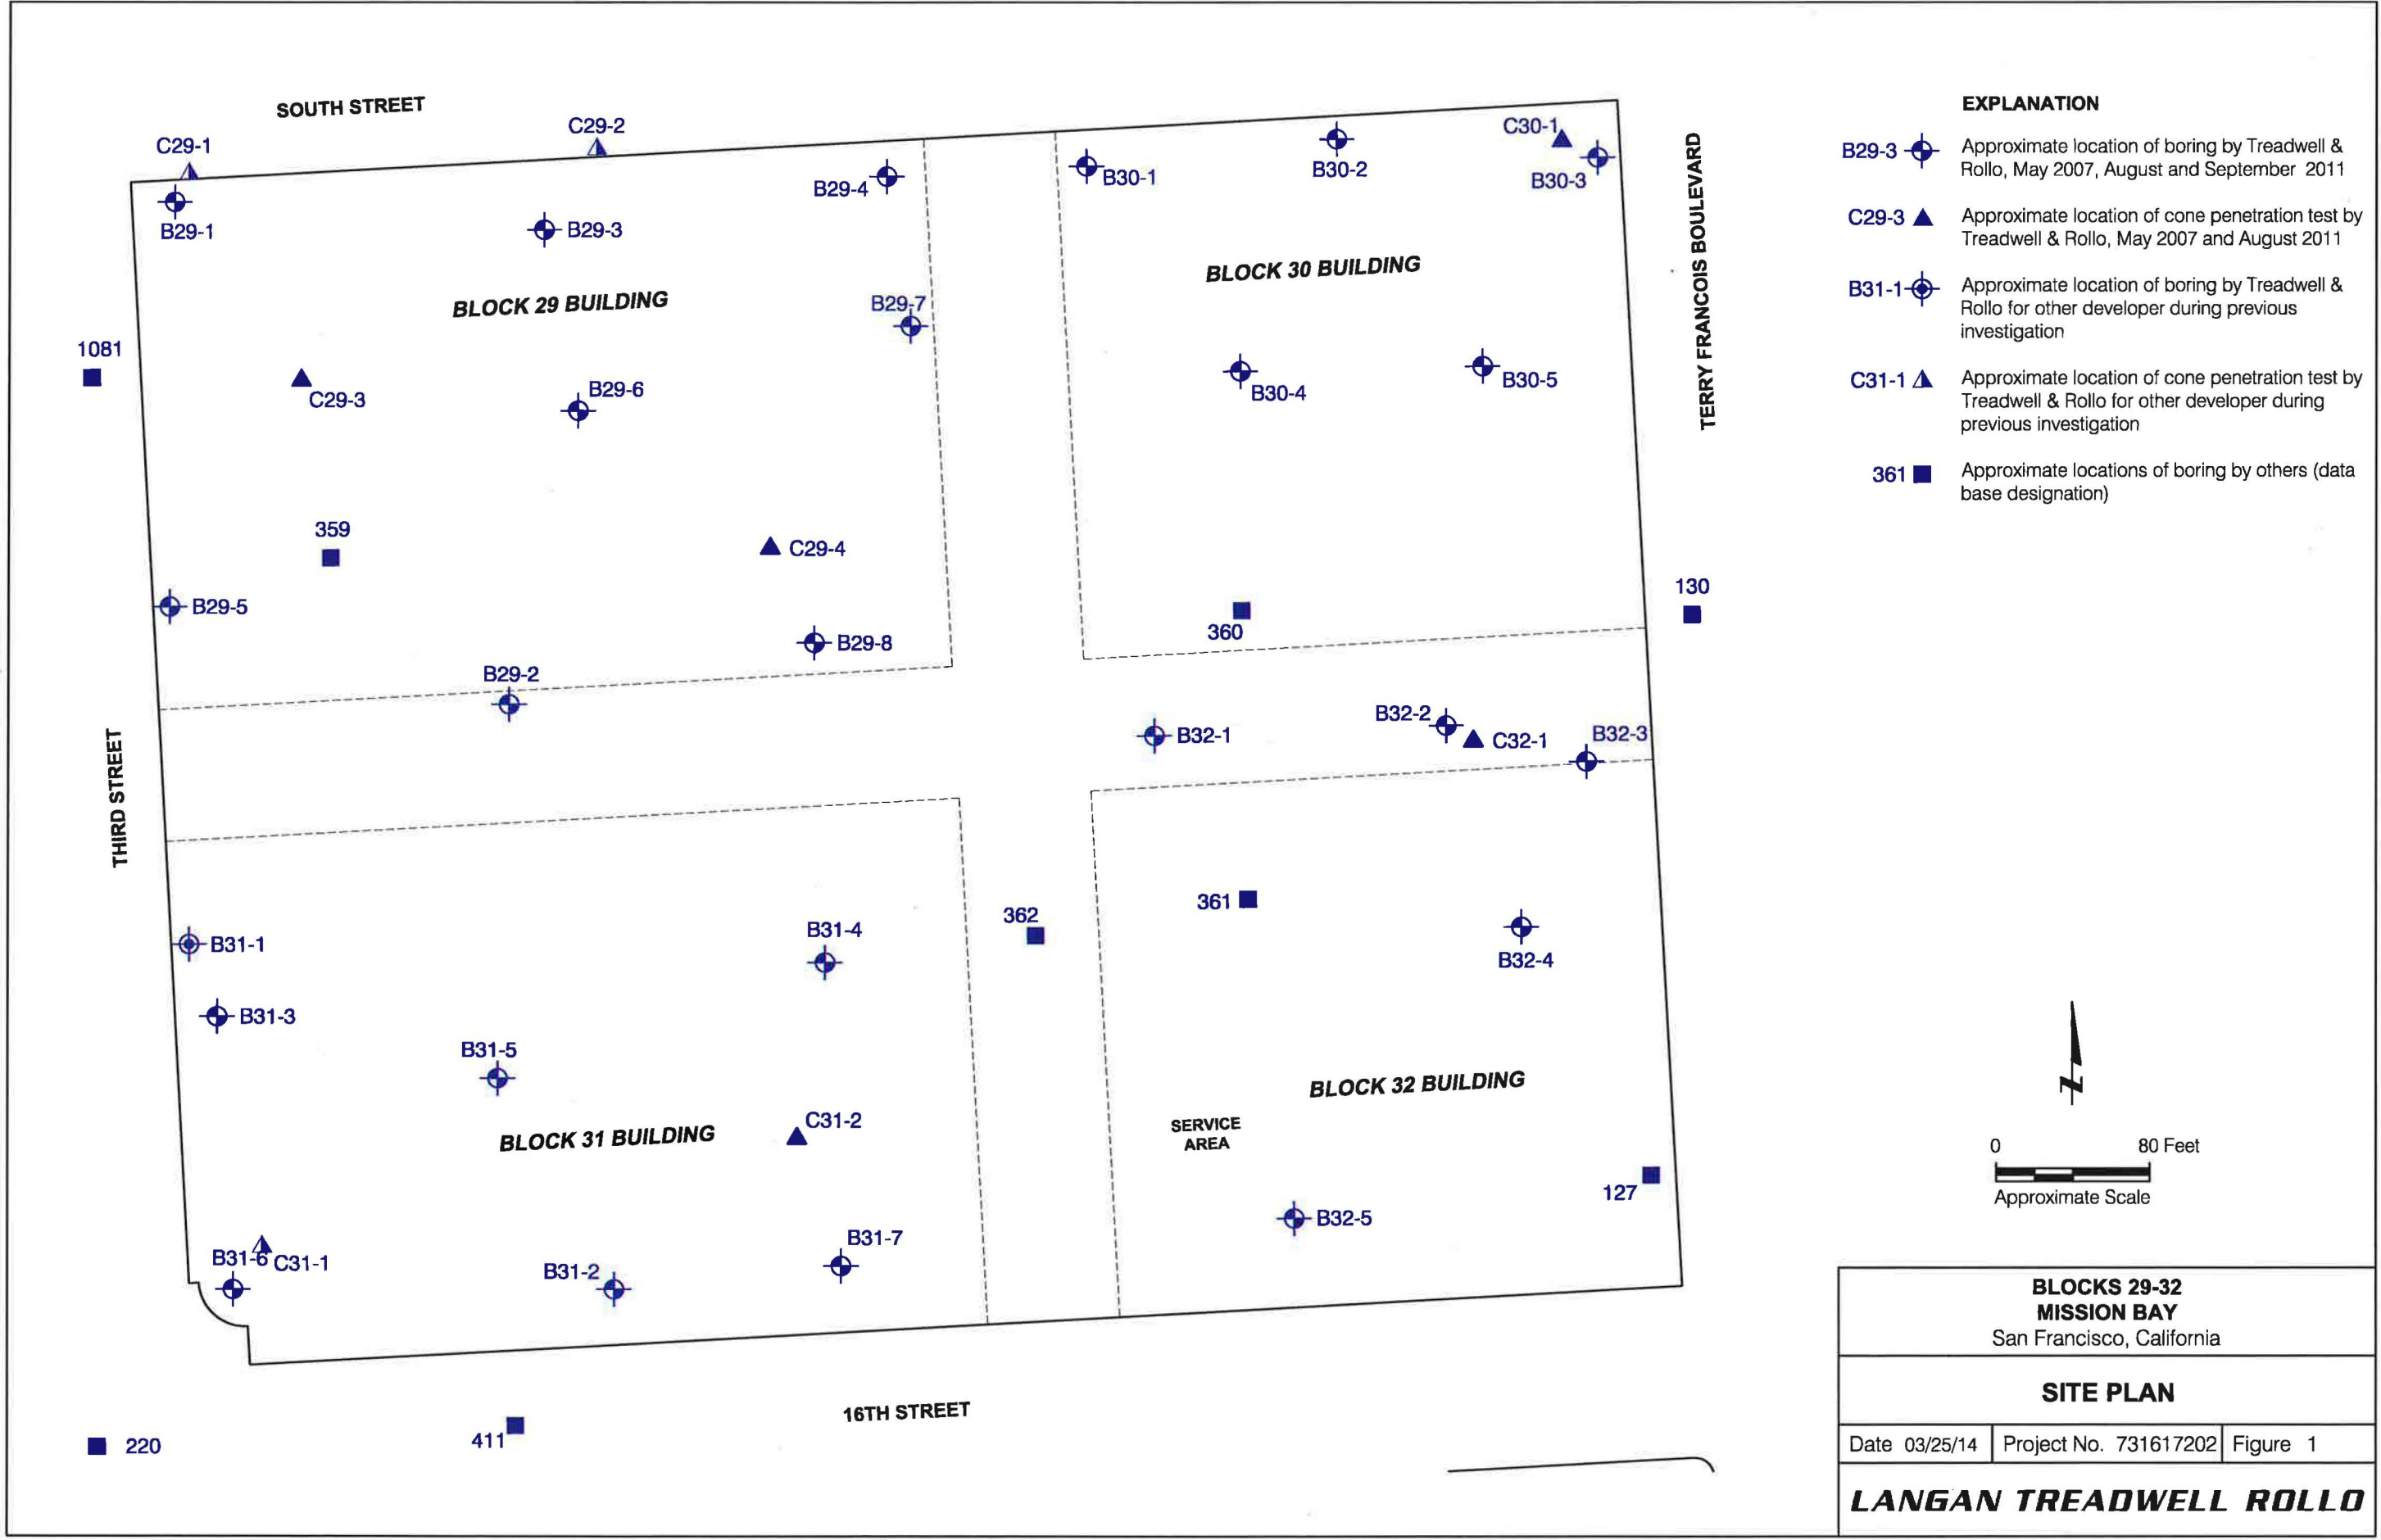 SOUTH STREET
C29-1
C29-2
C30-1
B29-1
B29-3
B29-4
B30-1
B30-2
B30-3
BLOCK 29 BUILDING
BLOCK 30 BUILDING
TERRY FRANCOIS BOULEVARD
B29-7
1081
C29-3
B29-6
B30-4
B30-5
359
C29-4
B29-5
B29-8
360
130
B29-2
B32-1
B32-2
C32-1
B32-3
THIRD STREET
B31-1
B31-4
362
361
B32-4
B31-3
B31-5
BLOCK 31 BUILDING
C31-2
BLOCK 32 BUILDING
SERVICE
AREA
127
B31-6
C31-1
B31-2
B31-7
B32-5
220
411
16TH STREET
EXPLANATION
B29-3 Approximate location of boring by Treadwell &
Rollo, May 2007, August and September 2011
C29-3 Approximate location of cone penetration test by
Treadwell & Rollo, May 2007 and August 2011
B31-1 Approximate location of boring by Treadwell &
Rollo for other developer during previous
investigation
C31-1 Approximate location of cone penetration test by
Treadwell & Rollo for other developer during
previous investigation
361 Approximate locations of boring by others (data
base designation)
N
0 80 Feet
Approximate Scale
BLOCKS 29-32
MISSION BAY
San Francisco, California
SITE PLAN
Date 03/25/14 Project No. 731617202 Figure 1
LANGAN TREADWELL ROLLO